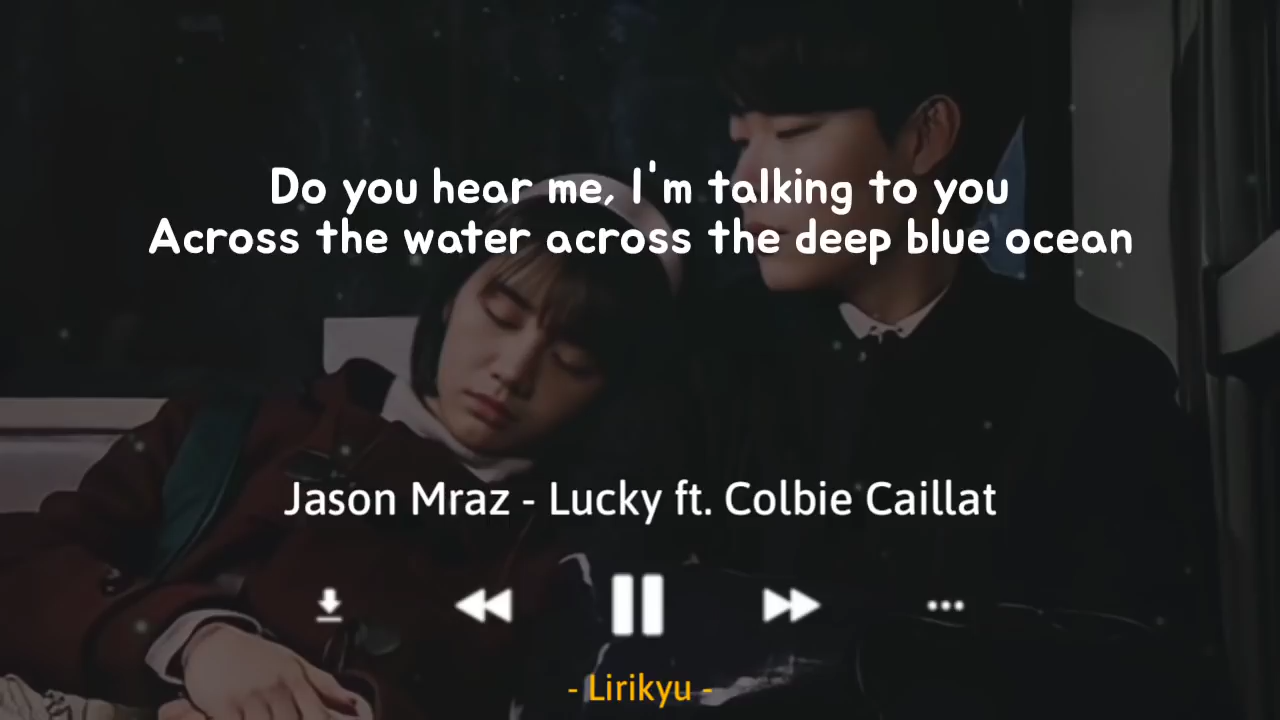 Do you hear me, I'm talking to you
Across the water across the deep blue ocean
Jason Mraz - Lucky ft. Colbie Caillat
- Lirikyu -